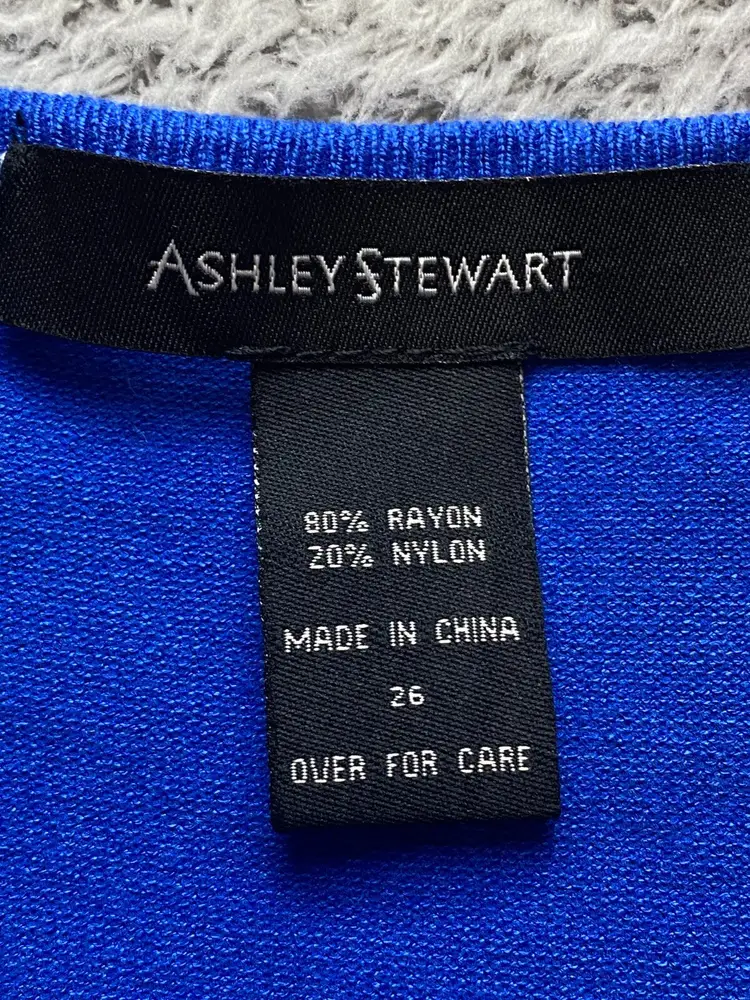 ASHLEY STEWART
80% RAYON
20% NYLON
MADE IN CHINA
26
OVER FOR CARE